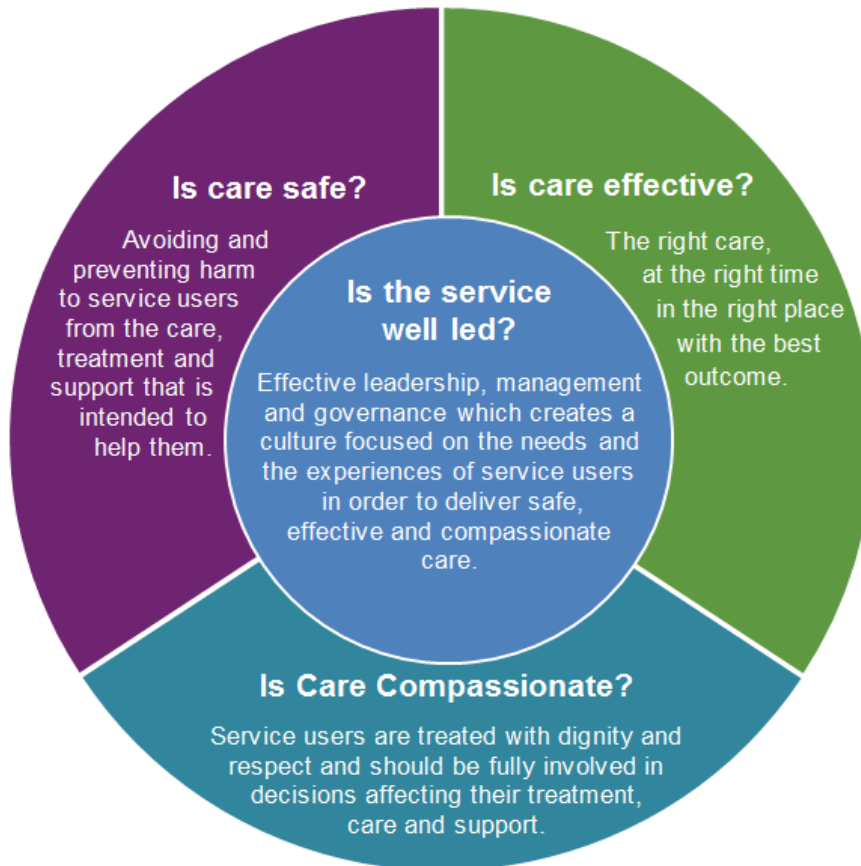 Is care safe?
Avoiding and
preventing harm
to service users
from the care,
treatment and
support that is
intended to
help them.
Is care effective?
The right care,
at the right time
in the right place
with the best
outcome.
Is the service
well led?
Effective leadership, management
and governance which creates a
culture focused on the needs and
the experiences of service users
in order to deliver safe,
effective and compassionate
care.
Is Care Compassionate?
Service users are treated with dignity and
respect and should be fully involved in
decisions affecting their treatment,
care and support.